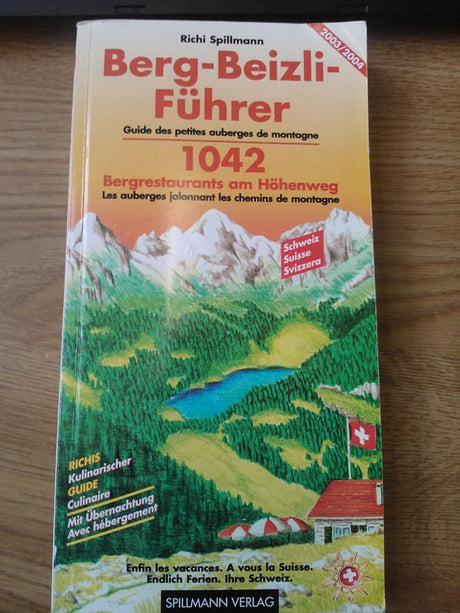 Richi Spillmann
2003/2004
Berg-Beizli-
Führer
Guide des petites auberges de montagne
1042
Bergrestaurants am Höhenweg
Les auberges jalonnant les chemins de montagne
Schweiz
Suisse
Svizzera
RICHIS
Kulinarischer
GUIDE
Culinaire
Mit Übernachtung
Avec hébergement
Enfin les vacances. A vous la Suisse.
Endlich Ferien. Ihre Schweiz.
SPILLMANN VERLAG